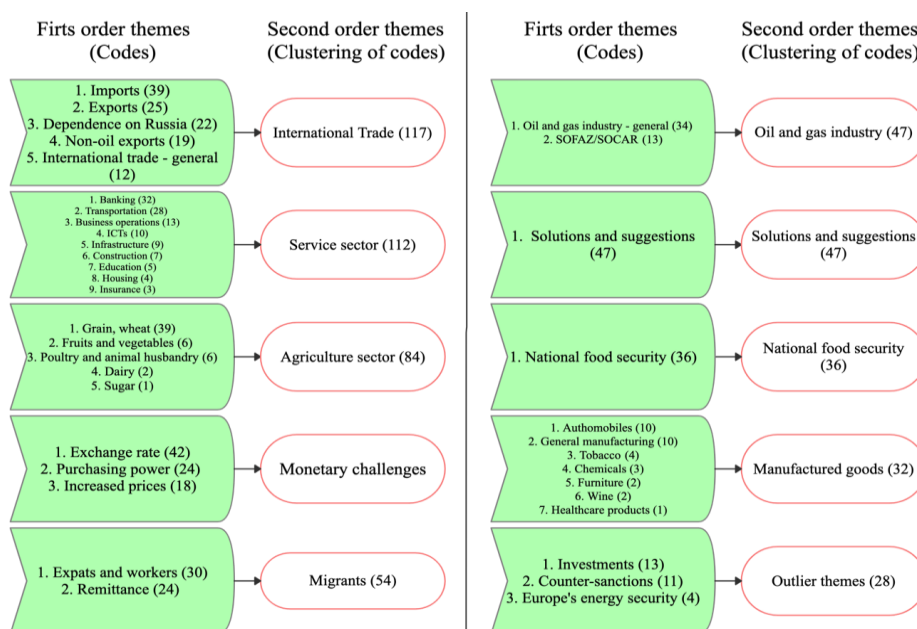 Firts order themes
(Codes)
Second order themes
(Clustering of codes)
1. Imports (39)
2. Exports (25)
3. Dependence on Russia (22)
4. Non-oil exports (19)
5. International trade - general
(12)
International Trade (117)
1. Banking (32)
2. Transportation (28)
3. Business operations (13)
4. ICTs (10)
5. Infrastructure (9)
6. Construction (7)
7. Education (5)
8. Housing (4)
9. Insurance (3)
Service sector (112)
1. Grain, wheat (39)
2. Fruits and vegetables (6)
3. Poultry and animal husbandry (6)
4. Dairy (2)
5. Sugar (1)
Agriculture sector (84)
1. Exchange rate (42)
2. Purchasing power (24)
3. Increased prices (18)
Monetary challenges
1. Expats and workers (30)
2. Remittance (24)
Migrants (54)
Firts order themes
(Codes)
Second order themes
(Clustering of codes)
1. Oil and gas industry - general (34)
2. SOFAZ/SOCAR (13)
Oil and gas industry (47)
1. Solutions and suggestions
(47)
Solutions and suggestions
(47)
1. National food security (36)
National food security
(36)
1. Authomobiles (10)
2. General manufacturing (10)
3. Tobacco (4)
4. Chemicals (3)
5. Furniture (2)
6. Wine (2)
7. Healthcare products (1)
Manufactured goods (32)
1. Investments (13)
2. Counter-sanctions (11)
3. Europe's energy security (4)
Outlier themes (28)